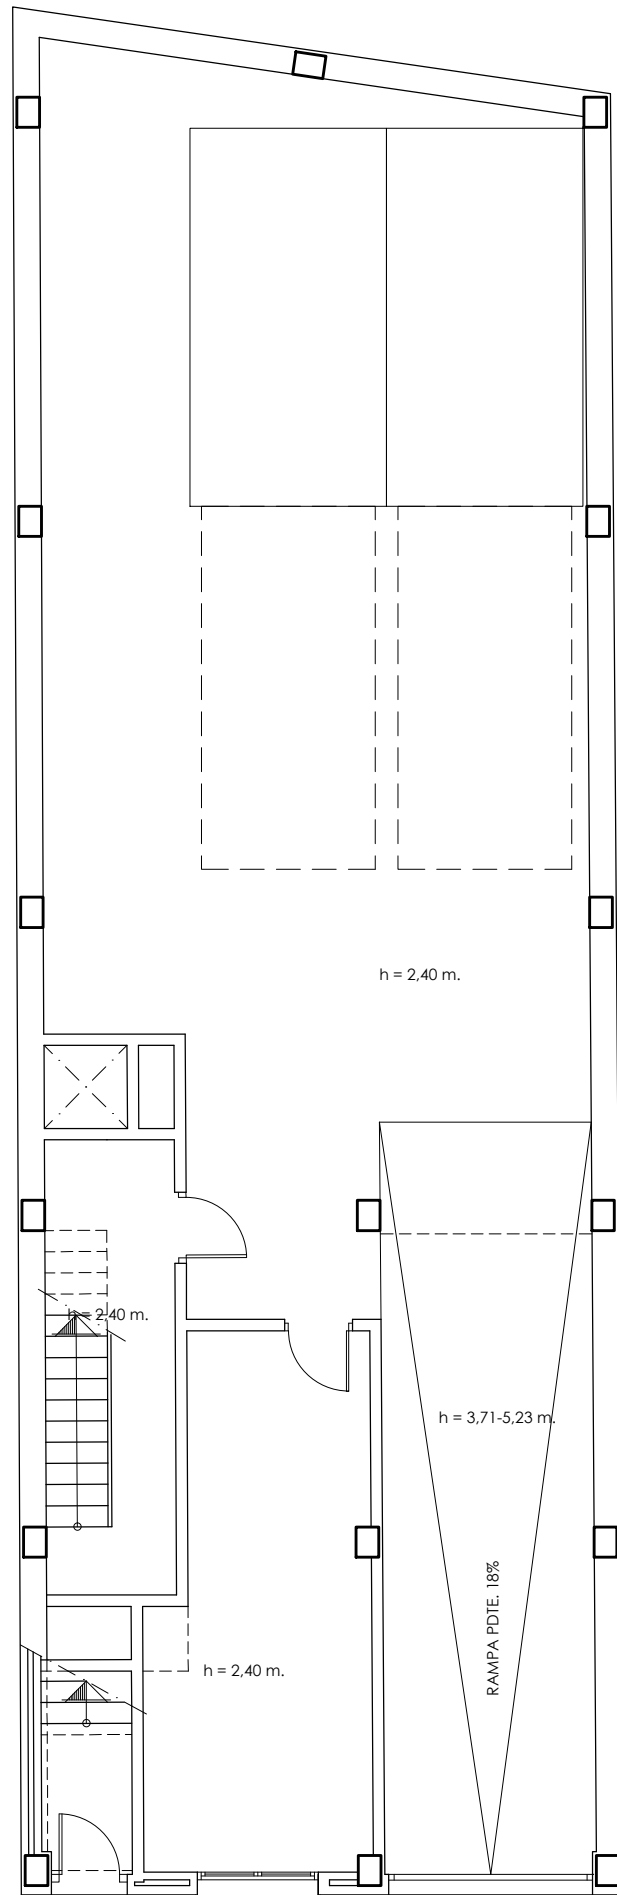 h = 2,40 m.
h = 2,40 m.
h = 3,71-5,23 m.
RAMPA PDTE. 18%
h = 2,40 m.